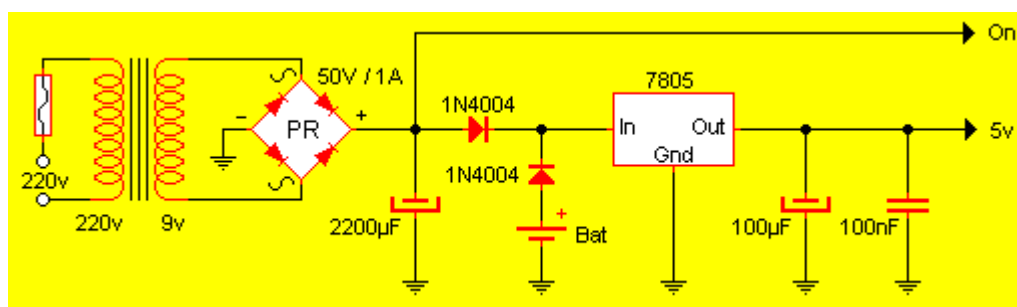 On
50V / 1A
7805
1N4004
− PR +
In Out
5v
Gnd
220v
1N4004
220v 9v
2200µF
+
Bat
100µF
100nF